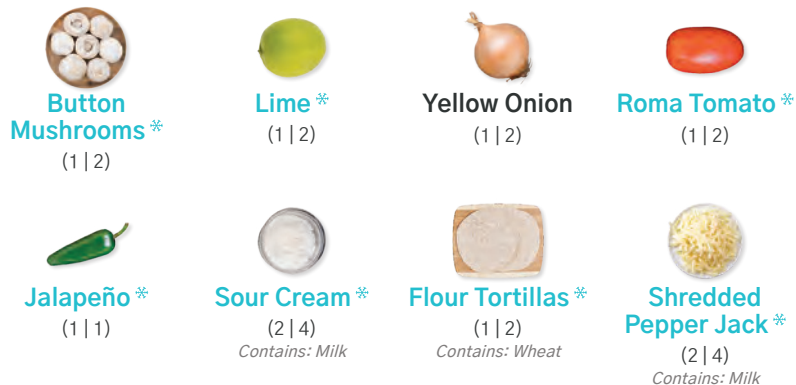 Button
Mushrooms *
(1 | 2)
Lime *
(1 | 2)
Yellow Onion
(1 | 2)
Roma Tomato *
(1 | 2)
Jalapeño *
(1 | 1)
Sour Cream *
(2 | 4)
Contains: Milk
Flour Tortillas *
(1 | 2)
Contains: Wheat
Shredded
Pepper Jack *
(2 | 4)
Contains: Milk